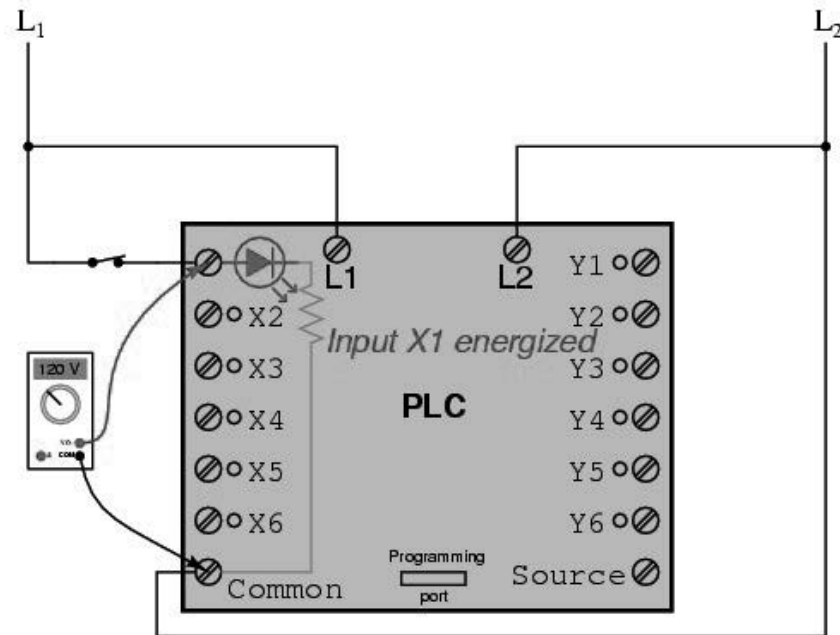 L1 L2
L1 L2 Y1
X2 Y2
Input X1 energized
X3 Y3
120 V
PLC
X4 Y4
COM
X5 Y5
X6 Y6
Programming
port
Common Source